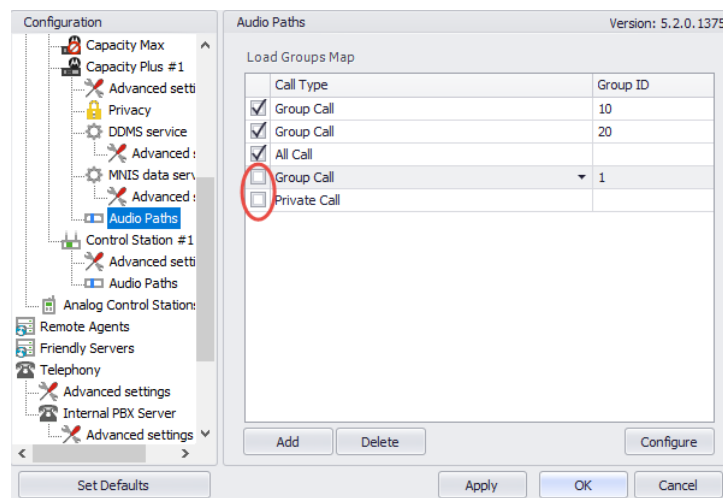 Configuration
Capacity Max
Capacity Plus #1
Advanced setti
Privacy
DDMS service
Advanced s
MNIS data serv
Advanced s
Audio Paths
Control Station #1
Advanced setti
Audio Paths
Analog Control Stations
Remote Agents
Friendly Servers
Telephony
Advanced settings
Internal PBX Server
Advanced settings
Set Defaults
Audio Paths Version: 5.2.0.1375
Load Groups Map
Call Type Group ID
Group Call 10
Group Call 20
All Call
Group Call 1
Private Call
Add Delete Configure
Apply OK Cancel